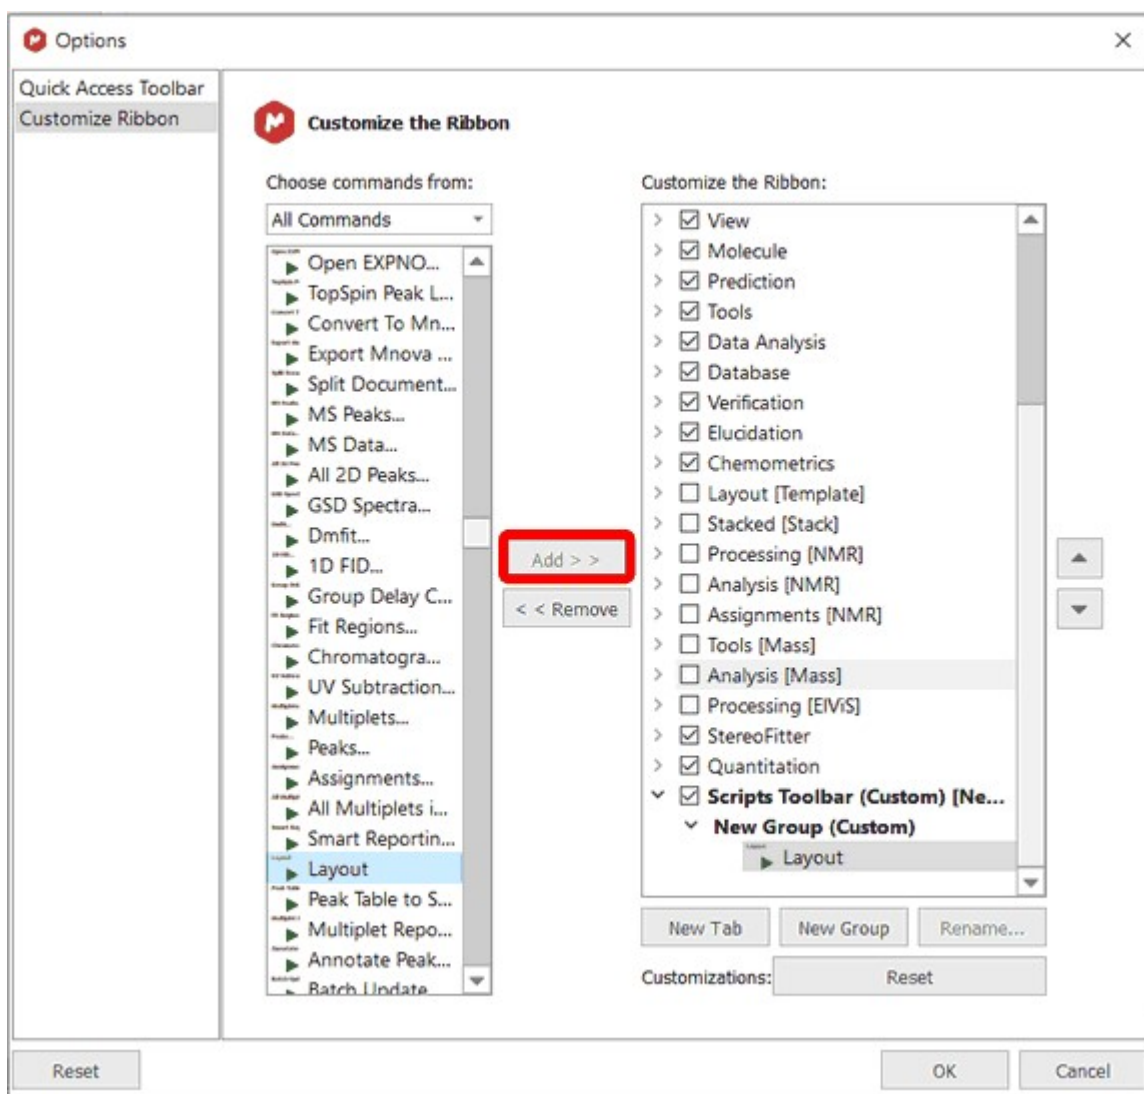 Options
Quick Access Toolbar
Customize Ribbon
Customize the Ribbon
Choose commands from:
All Commands
Open EXPNO...
TopSpin Peak L...
Convert To Mn...
Export Mnova ...
Split Document...
MS Peaks...
MS Data...
All 2D Peaks...
GSD Spectra...
Dmfit...
1D FID...
Group Delay C...
Fit Regions...
Chromatogra...
UV Subtraction...
Multiplets...
Peaks...
Assignments...
All Multiplets i...
Smart Reportin...
Layout
Peak Table to S...
Multiplet Repo...
Annotate Peak...
Batch Update
Add > >
< < Remove
Customize the Ribbon:
View
Molecule
Prediction
Tools
Data Analysis
Database
Verification
Elucidation
Chemometrics
Layout [Template]
Stacked [Stack]
Processing [NMR]
Analysis [NMR]
Assignments [NMR]
Tools [Mass]
Analysis [Mass]
Processing [ElViS]
StereoFitter
Quantitation
Scripts Toolbar (Custom) [Ne...
New Group (Custom)
Layout
New Tab
New Group
Rename...
Customizations:
Reset
Reset
OK
Cancel